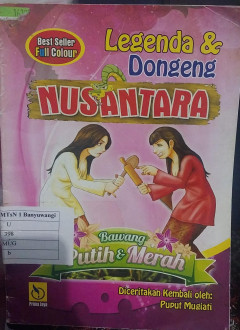 Best Seller
Full Colour
Legenda &
Dongeng
NUSANTARA
MTsN 1 Banyuwangi
Bawang
Putih & Merah
Diceritakan Kembali oleh:
Puput Mugiati